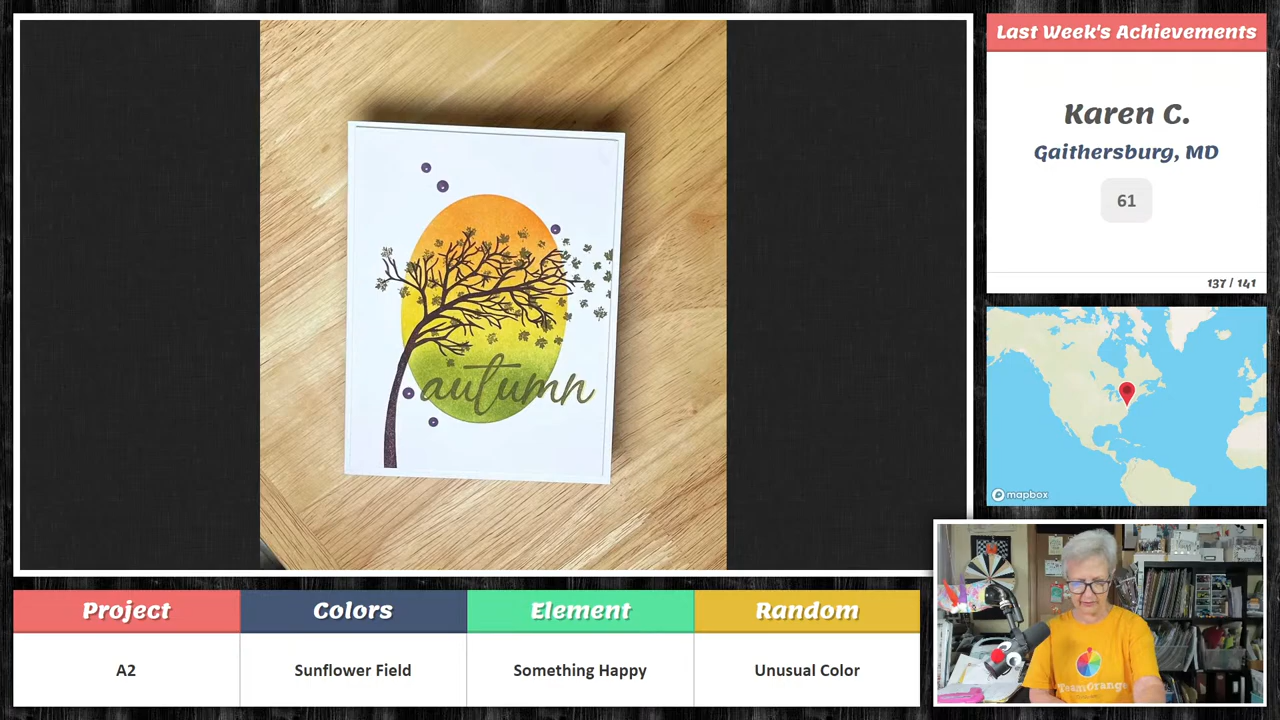 autumn
Last Week's Achievements
Karen C.
Gaithersburg, MD
61
137 / 141
mapbox
TeamOrange
Project
Colors
Element
Random
A2
Sunflower Field
Something Happy
Unusual Color